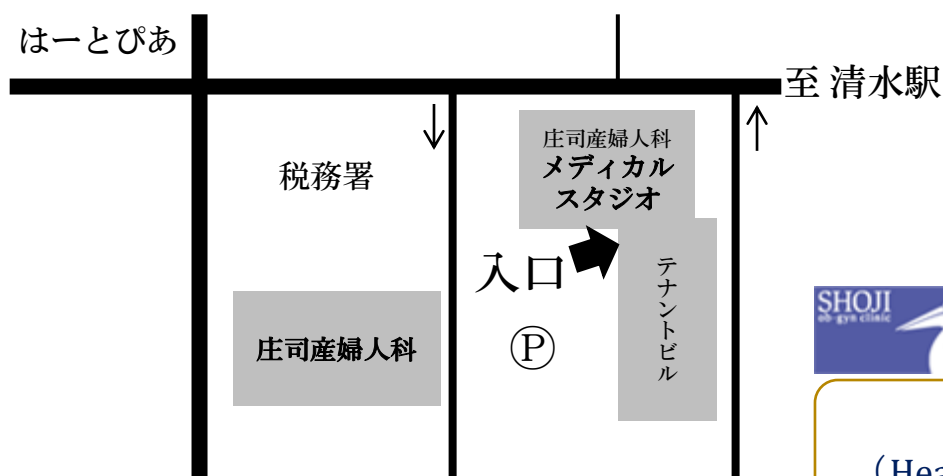 はーとぴあ
至 清水駅
庄司産婦人科
メディカル
スタジオ
税務署
入口
テナントビル
Ⓟ
庄司産婦人科
SHOJI
ob-gyn clinic
（Hea